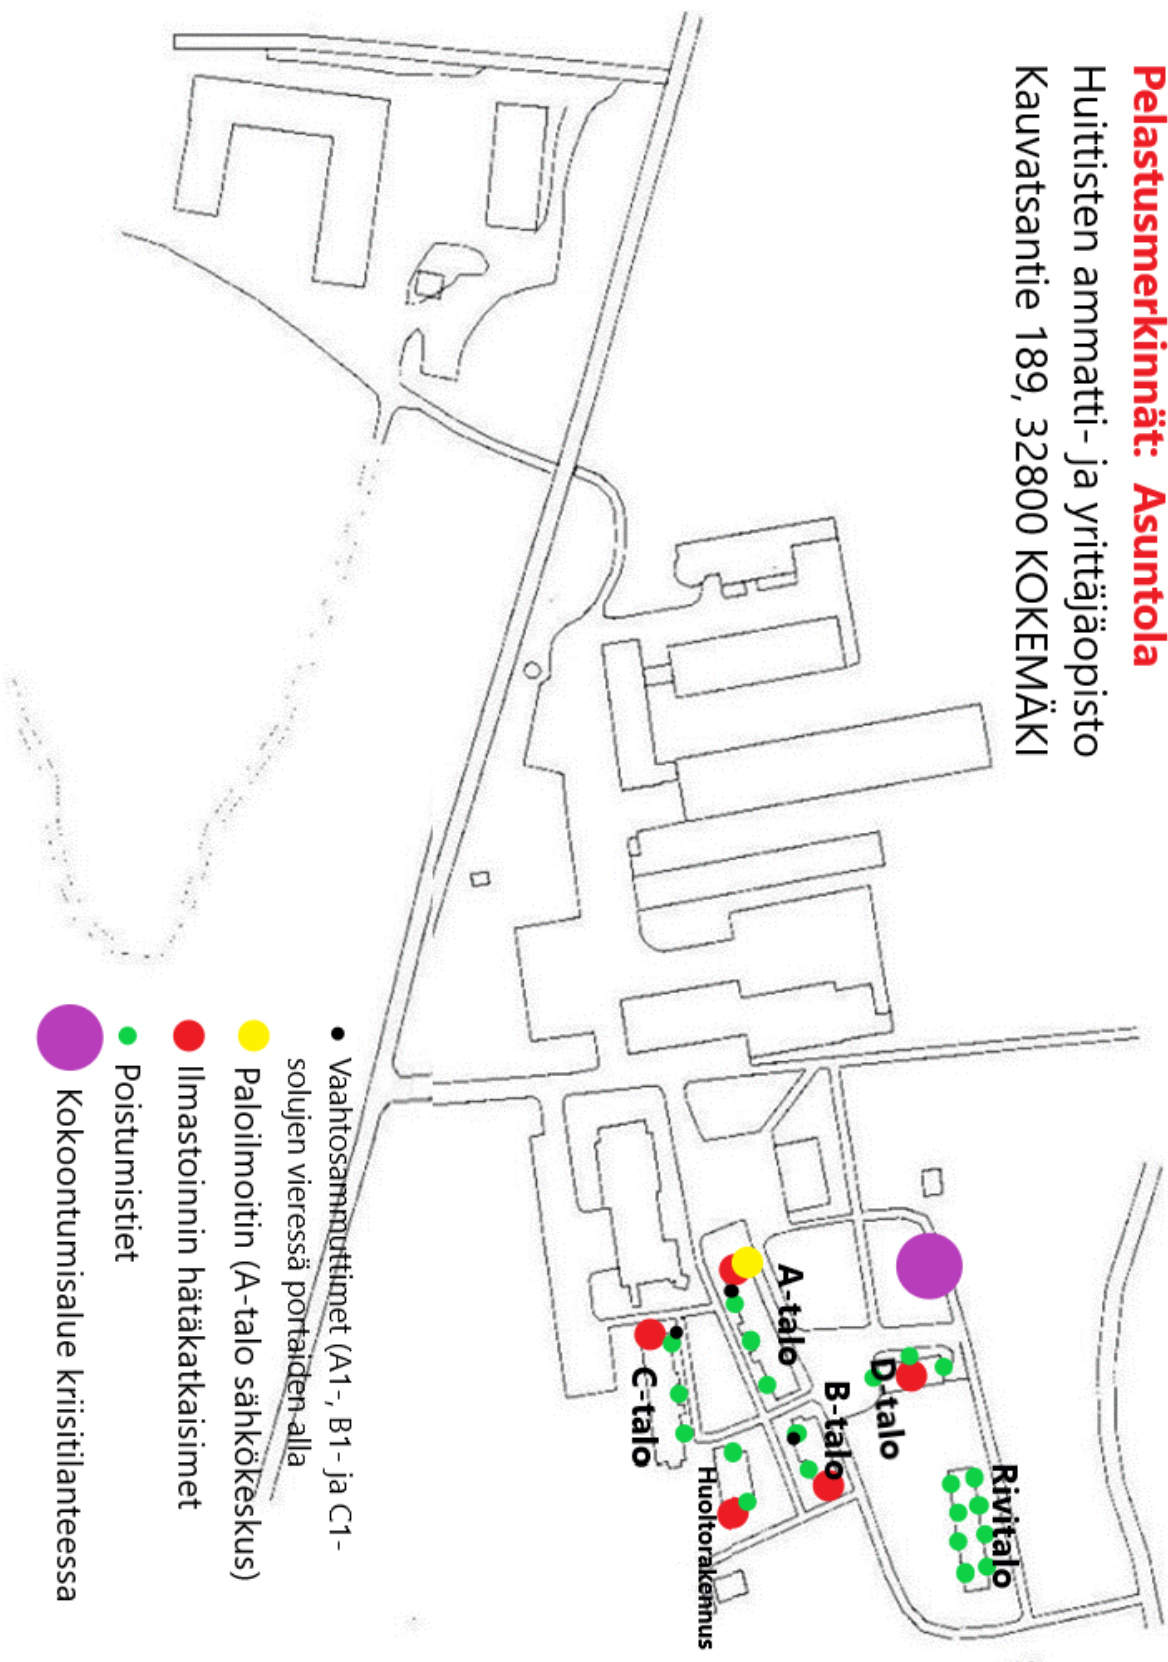 Pelastusmerkinnät: Asuntola
Huittisten ammatti- ja yrittäjäopisto
Kauvatsantie 189, 32800 KOKEMÄKI
Rivitalo
D-talo
B-talo
A-talo
Huoltorakennus
C-talo
Vaahtosammuttimet (A1-, B1- ja C1-
solujen vieressä portaiden alla
Paloilmoitin (A-talo sähkökeskus)
Ilmastoinnin hätäkatkaisimet
Poistumistiet
Kokoontumisalue kriisitilanteessa